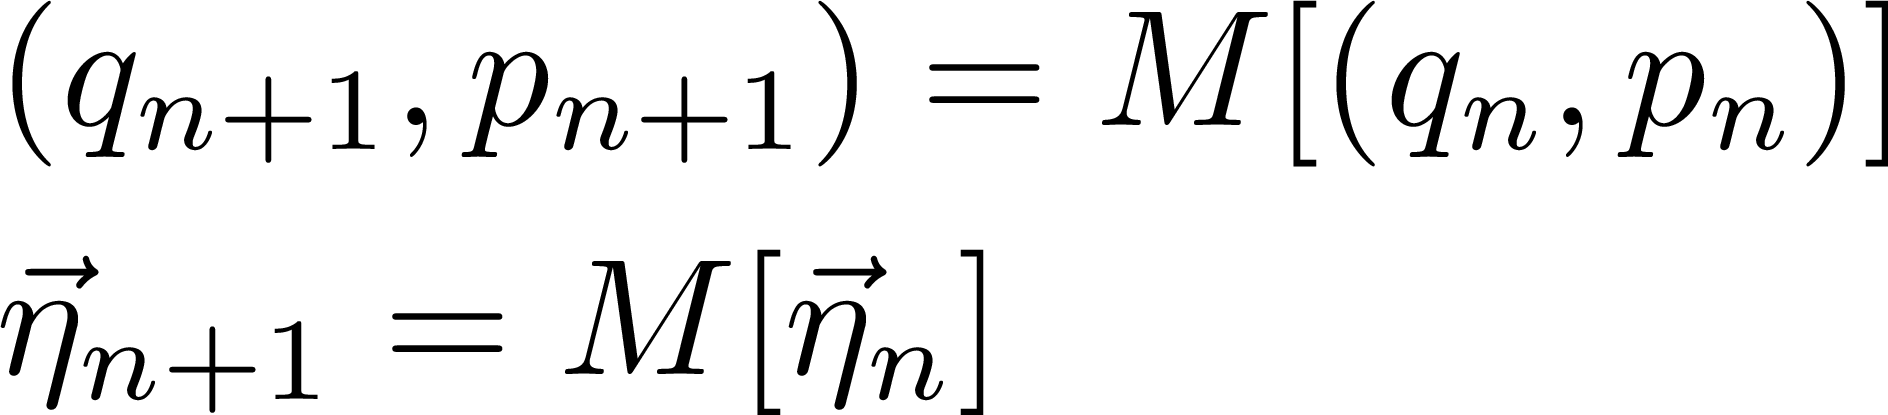 $(q_{n+1}, p_{n+1}) = M[(q_n, p_n)]$
$\vec{\eta}_{n+1} = M[\vec{\eta}_n]$